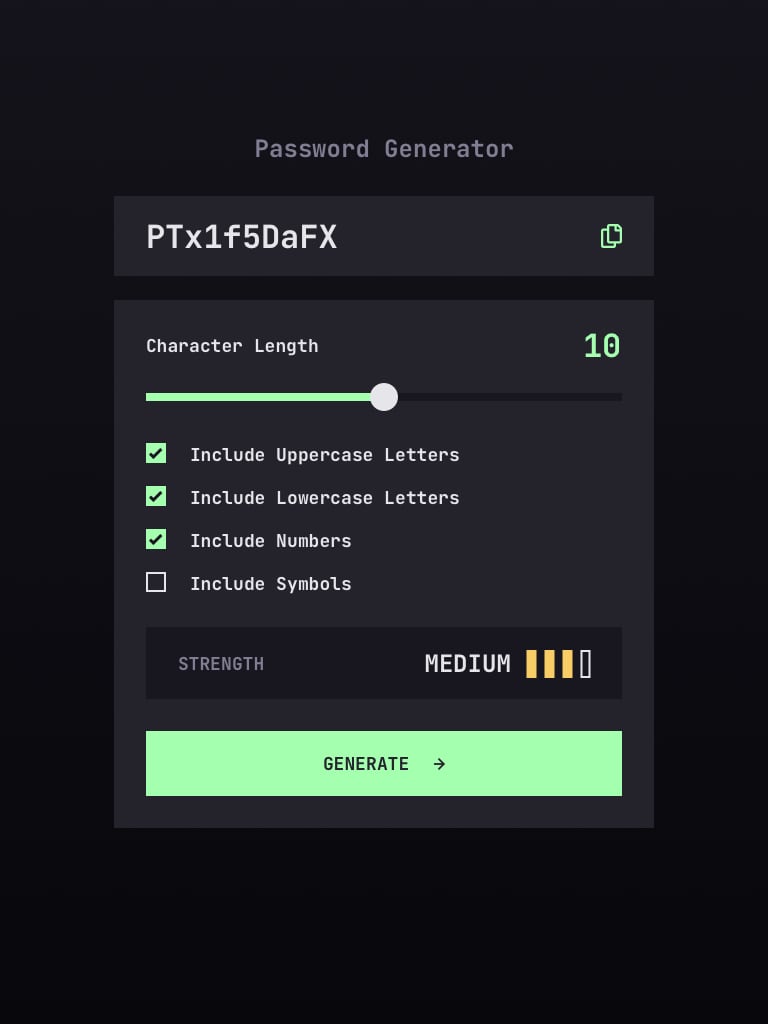 Password Generator
PTx1f5DaFX
Character Length 10
Include Uppercase Letters
Include Lowercase Letters
Include Numbers
Include Symbols
STRENGTH MEDIUM
GENERATE →